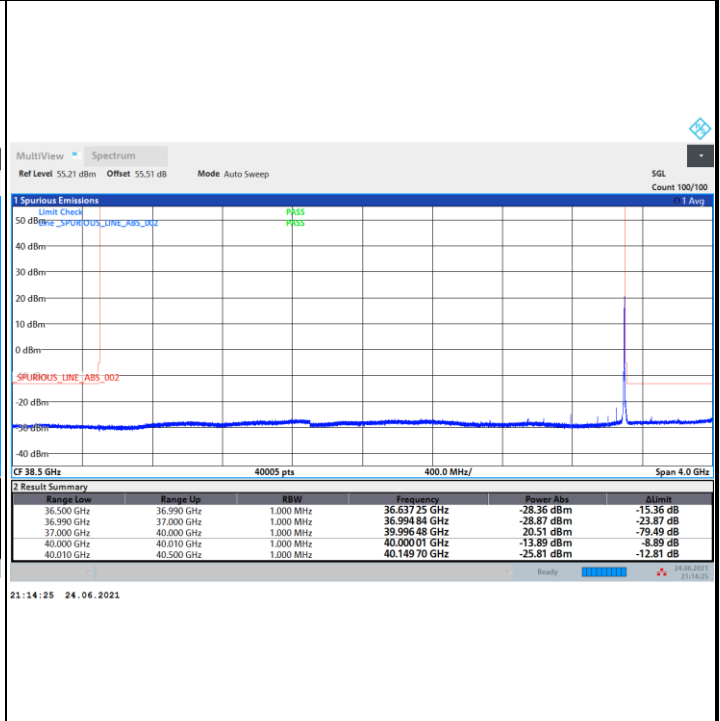 MultiView Spectrum
Ref Level 55.21 dBm Offset 55.51 dB Mode Auto Sweep SGL
Count 100/100
1 Spurious Emissions 1 Avg
Limit Check PASS
50 dBm
Line _SPURIOUS_LINE_ABS_002 PASS
40 dBm
30 dBm
20 dBm
10 dBm
0 dBm
_SPURIOUS_LINE_ABS_002
-20 dBm
-30 dBm
-40 dBm
CF 38.5 GHz 40005 pts 400.0 MHz/ Span 4.0 GHz
2 Result Summary
Range Low Range Up RBW Frequency Power Abs ΔLimit
36.500 GHz 36.990 GHz 1.000 MHz 36.637 25 GHz -28.36 dBm -15.36 dB
36.990 GHz 37.000 GHz 1.000 MHz 36.994 84 GHz -28.87 dBm -23.87 dB
37.000 GHz 40.000 GHz 1.000 MHz 39.996 48 GHz 20.51 dBm -79.49 dB
40.000 GHz 40.010 GHz 1.000 MHz 40.000 01 GHz -13.89 dBm -8.89 dB
40.010 GHz 40.500 GHz 1.000 MHz 40.149 70 GHz -25.81 dBm -12.81 dB
Ready 24.06.2021
21:14:25
21:14:25 24.06.2021